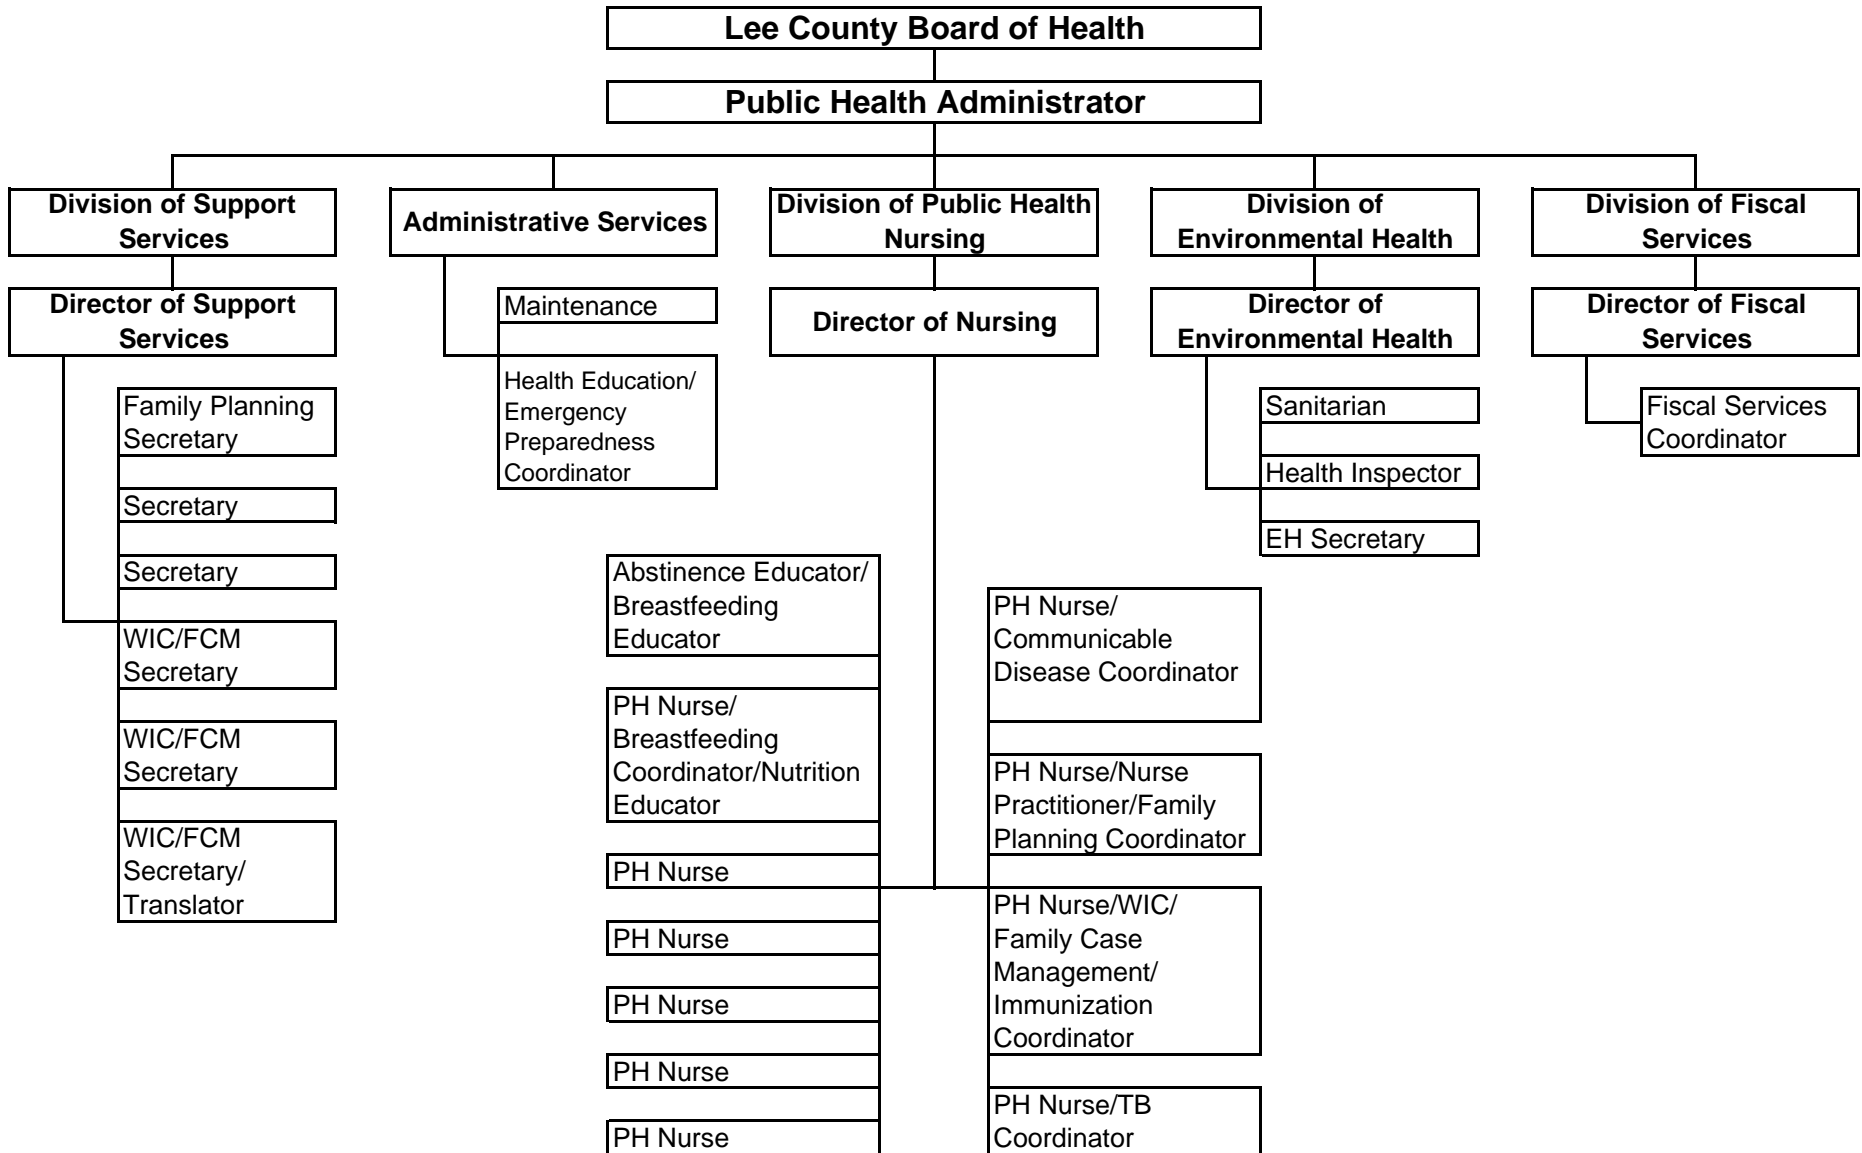 Lee County Board of Health
Public Health Administrator
Division of Support
Services
Administrative Services
Division of Public Health
Nursing
Division of
Environmental Health
Division of Fiscal
Services
Director of Support
Services
Maintenance
Director of Nursing
Director of
Environmental Health
Director of Fiscal
Services
Health Education/
Emergency
Preparedness
Coordinator
Family Planning
Secretary
Secretary
Secretary
WIC/FCM
Secretary
WIC/FCM
Secretary
WIC/FCM
Secretary/
Translator
Sanitarian
Health Inspector
EH Secretary
Fiscal Services
Coordinator
Abstinence Educator/
Breastfeeding
Educator
PH Nurse/
Breastfeeding
Coordinator/Nutrition
Educator
PH Nurse
PH Nurse
PH Nurse
PH Nurse
PH Nurse
PH Nurse/
Communicable
Disease Coordinator
PH Nurse/Nurse
Practitioner/Family
Planning Coordinator
PH Nurse/WIC/
Family Case
Management/
Immunization
Coordinator
PH Nurse/TB
Coordinator